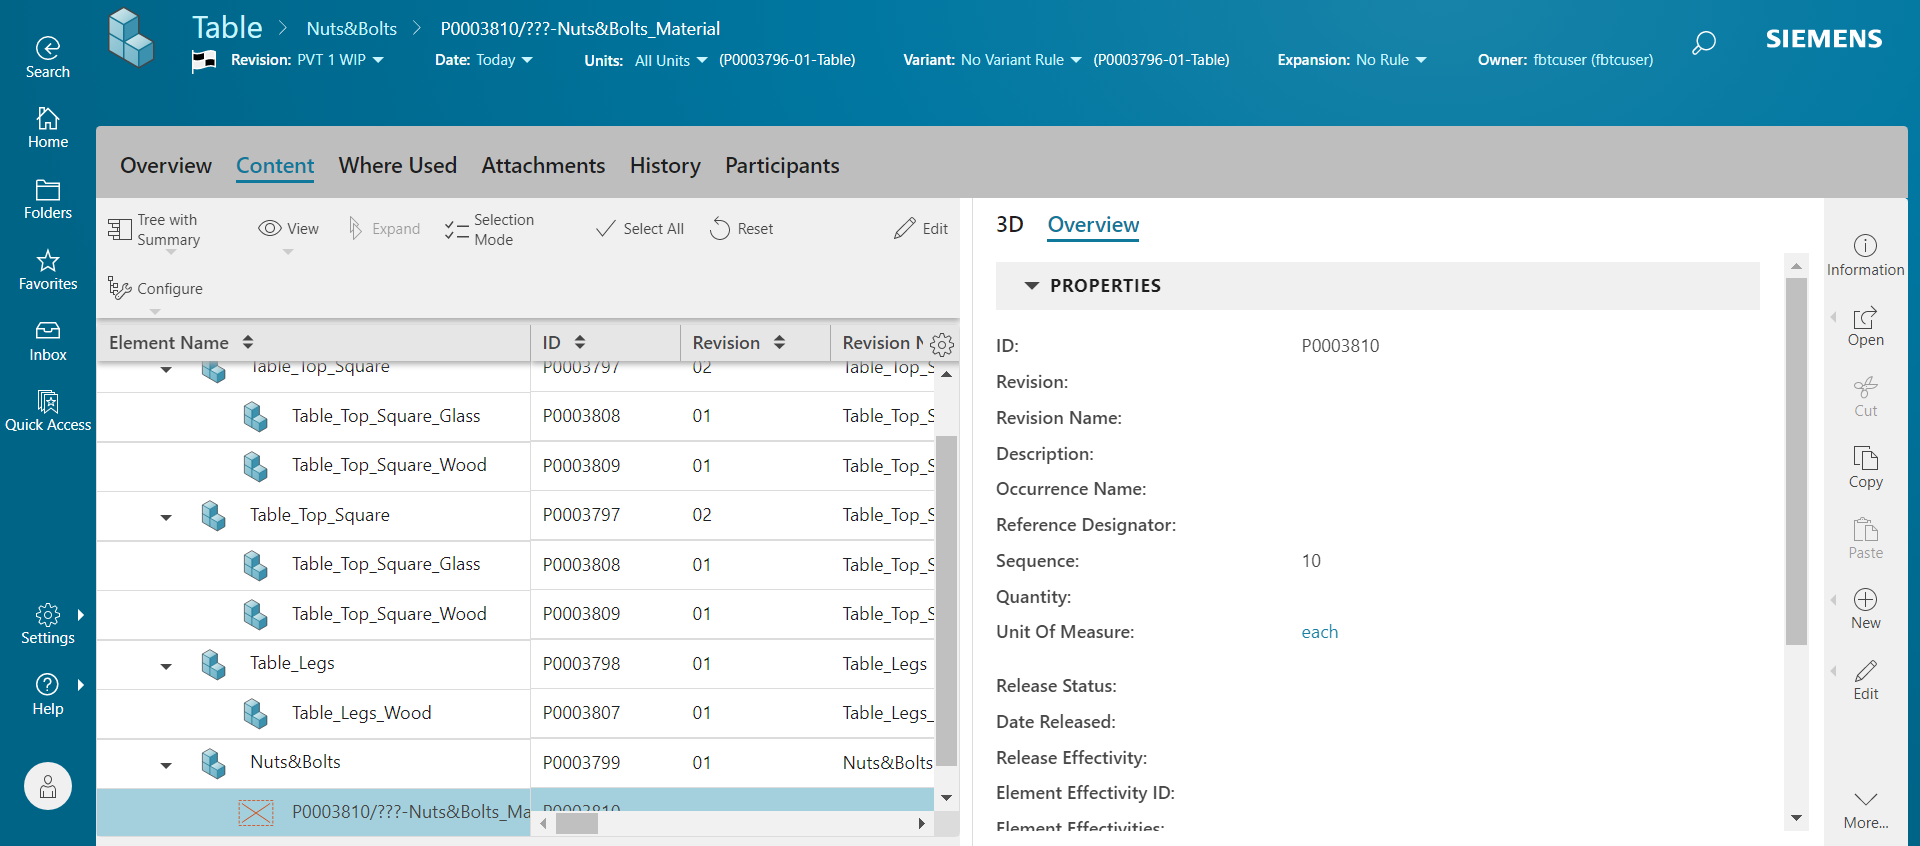 Table > Nuts&Bolts > P0003810/???-Nuts&Bolts_Material
Revision: PVT 1 WIP Date: Today Units: All Units (P0003796-01-Table) Variant: No Variant Rule (P0003796-01-Table) Expansion: No Rule Owner: fbtcuser (fbtcuser)
SIEMENS
Search
Home
Folders
Favorites
Inbox
Quick Access
Settings
Help
Overview Content Where Used Attachments History Participants
Tree with
Summary
View
Expand
Selection
Mode
Select All
Reset
Edit
Configure
Element Name ID Revision Revision N
Table_Top_Square P0003797 02 Table_Top_S
Table_Top_Square_Glass P0003808 01 Table_Top_S
Table_Top_Square_Wood P0003809 01 Table_Top_S
Table_Top_Square P0003797 02 Table_Top_S
Table_Top_Square_Glass P0003808 01 Table_Top_S
Table_Top_Square_Wood P0003809 01 Table_Top_S
Table_Legs P0003798 01 Table_Legs
Table_Legs_Wood P0003807 01 Table_Legs_
Nuts&Bolts P0003799 01 Nuts&Bolts
P0003810/???-Nuts&Bolts_Ma P0003810
3D Overview
PROPERTIES
ID: P0003810
Revision:
Revision Name:
Description:
Occurrence Name:
Reference Designator:
Sequence: 10
Quantity:
Unit Of Measure: each
Release Status:
Date Released:
Release Effectivity:
Element Effectivity ID:
Element Effectivities:
Information
Open
Cut
Copy
Paste
New
Edit
More...